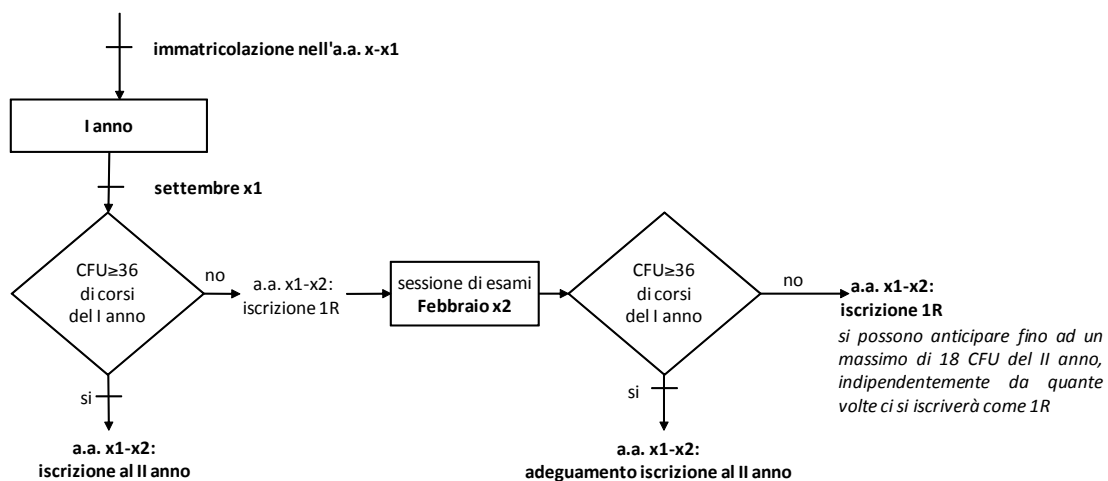 immatricolazione nell'a.a. x-x1
I anno
settembre x1
CFU≥36
di corsi
del I anno
no
a.a. x1-x2:
iscrizione 1R
sessione di esami
Febbraio x2
CFU≥36
di corsi
del I anno
no
a.a. x1-x2:
iscrizione 1R
si possono anticipare fino ad un
massimo di 18 CFU del II anno,
indipendentemente da quante
volte ci si iscriverà come 1R
si
a.a. x1-x2:
iscrizione al II anno
si
a.a. x1-x2:
adeguamento iscrizione al II anno